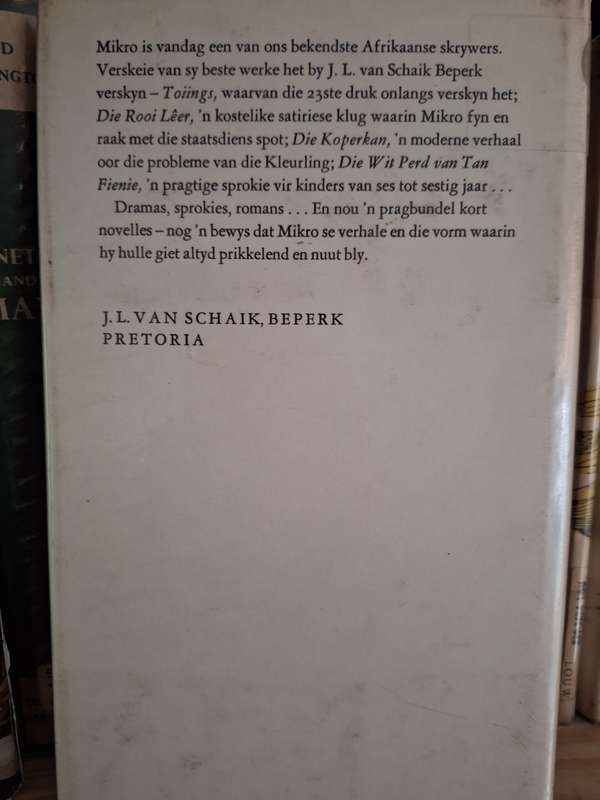 Mikro is vandag een van ons bekendste Afrikaanse skrywers.
Verskeie van sy beste werke het by J. L. van Schaik Beperk
verskyn – Toiings, waarvan die 23ste druk onlangs verskyn het;
Die Rooi Lêer, 'n kostelike satiriese klug waarin Mikro fyn en
raak met die staatsdiens spot; Die Koperkan, 'n moderne verhaal
oor die probleme van die Kleurling; Die Wit Perd van Tan
Fienie, 'n pragtige sprokie vir kinders van ses tot sestig jaar . . .
Dramas, sprokies, romans . . . En nou 'n pragbundel kort
novelles – nog 'n bewys dat Mikro se verhale en die vorm waarin
hy hulle giet altyd prikkelend en nuut bly.
J. L. VAN SCHAIK, BEPERK
PRETORIA
AND
LOUW